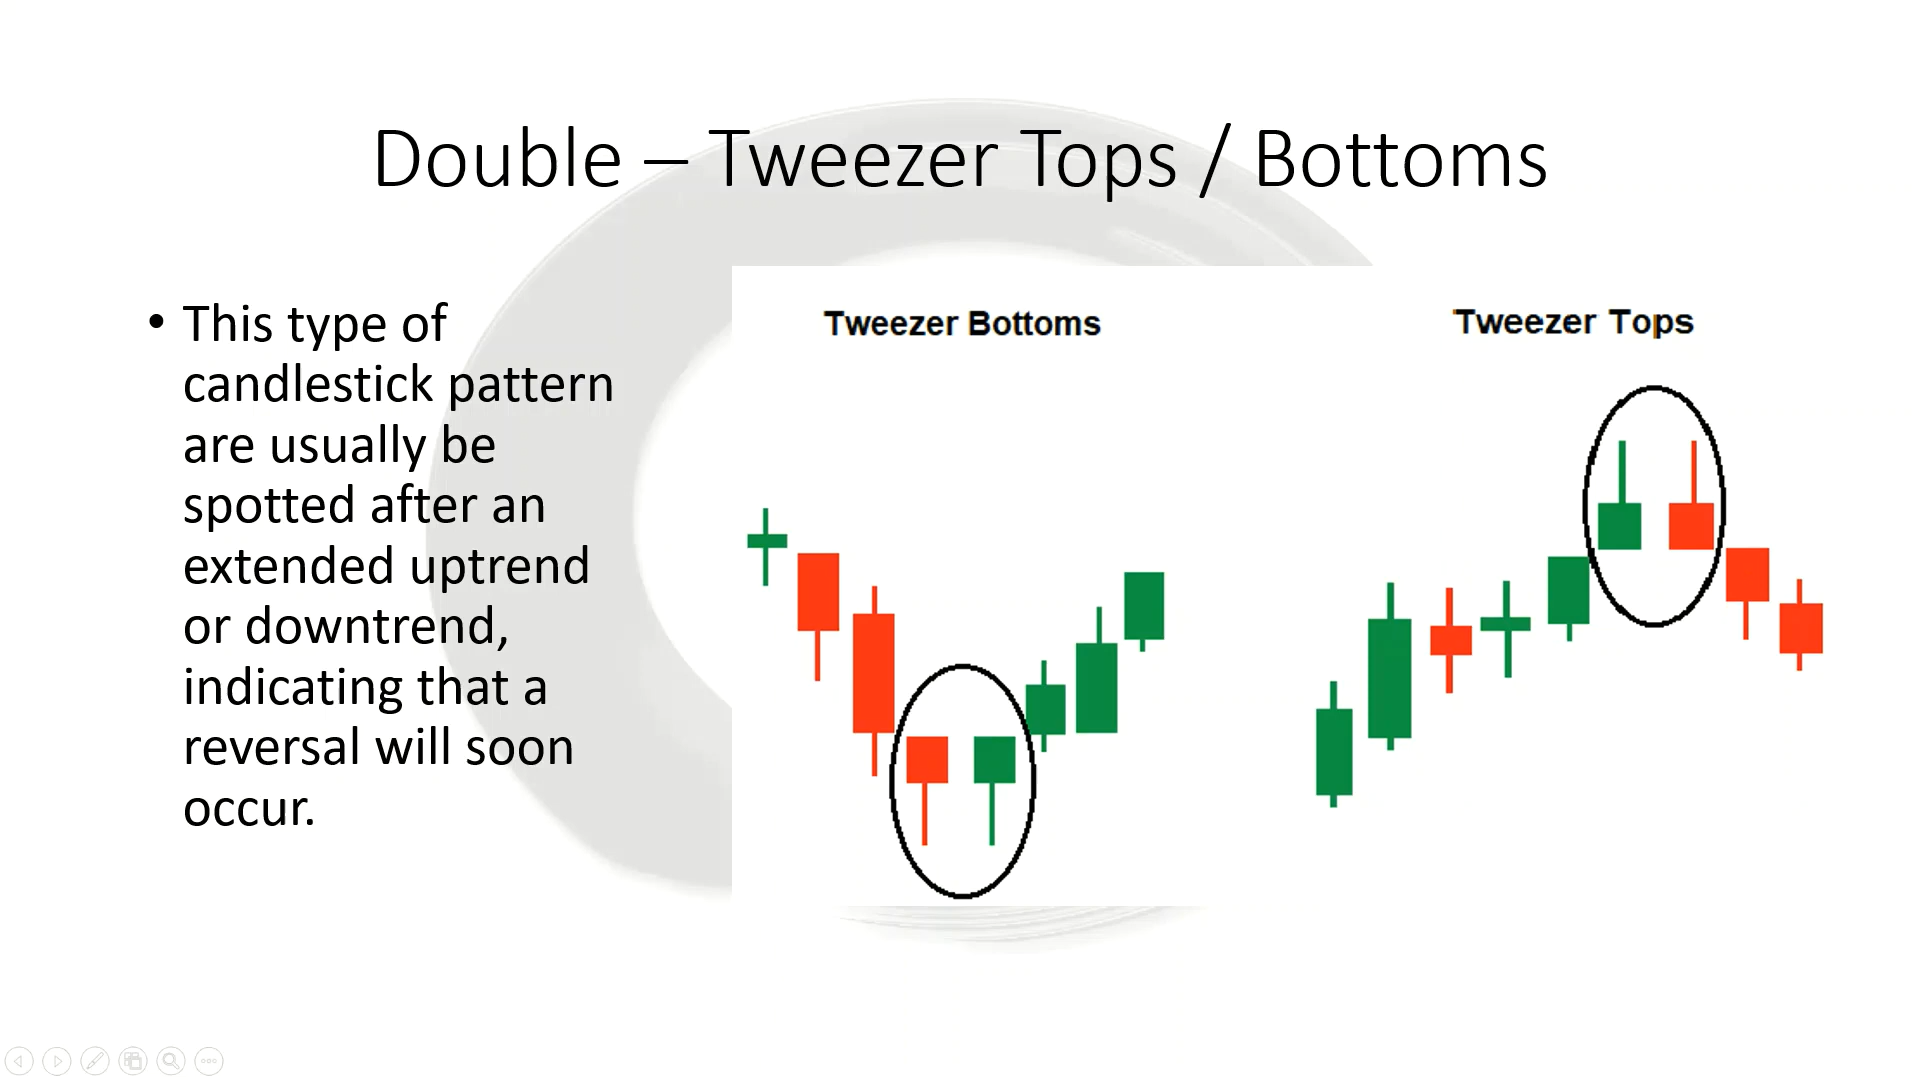 Double – Tweezer Tops / Bottoms
• This type of
candlestick pattern
are usually be
spotted after an
extended uptrend
or downtrend,
indicating that a
reversal will soon
occur.
Tweezer Bottoms
Tweezer Tops